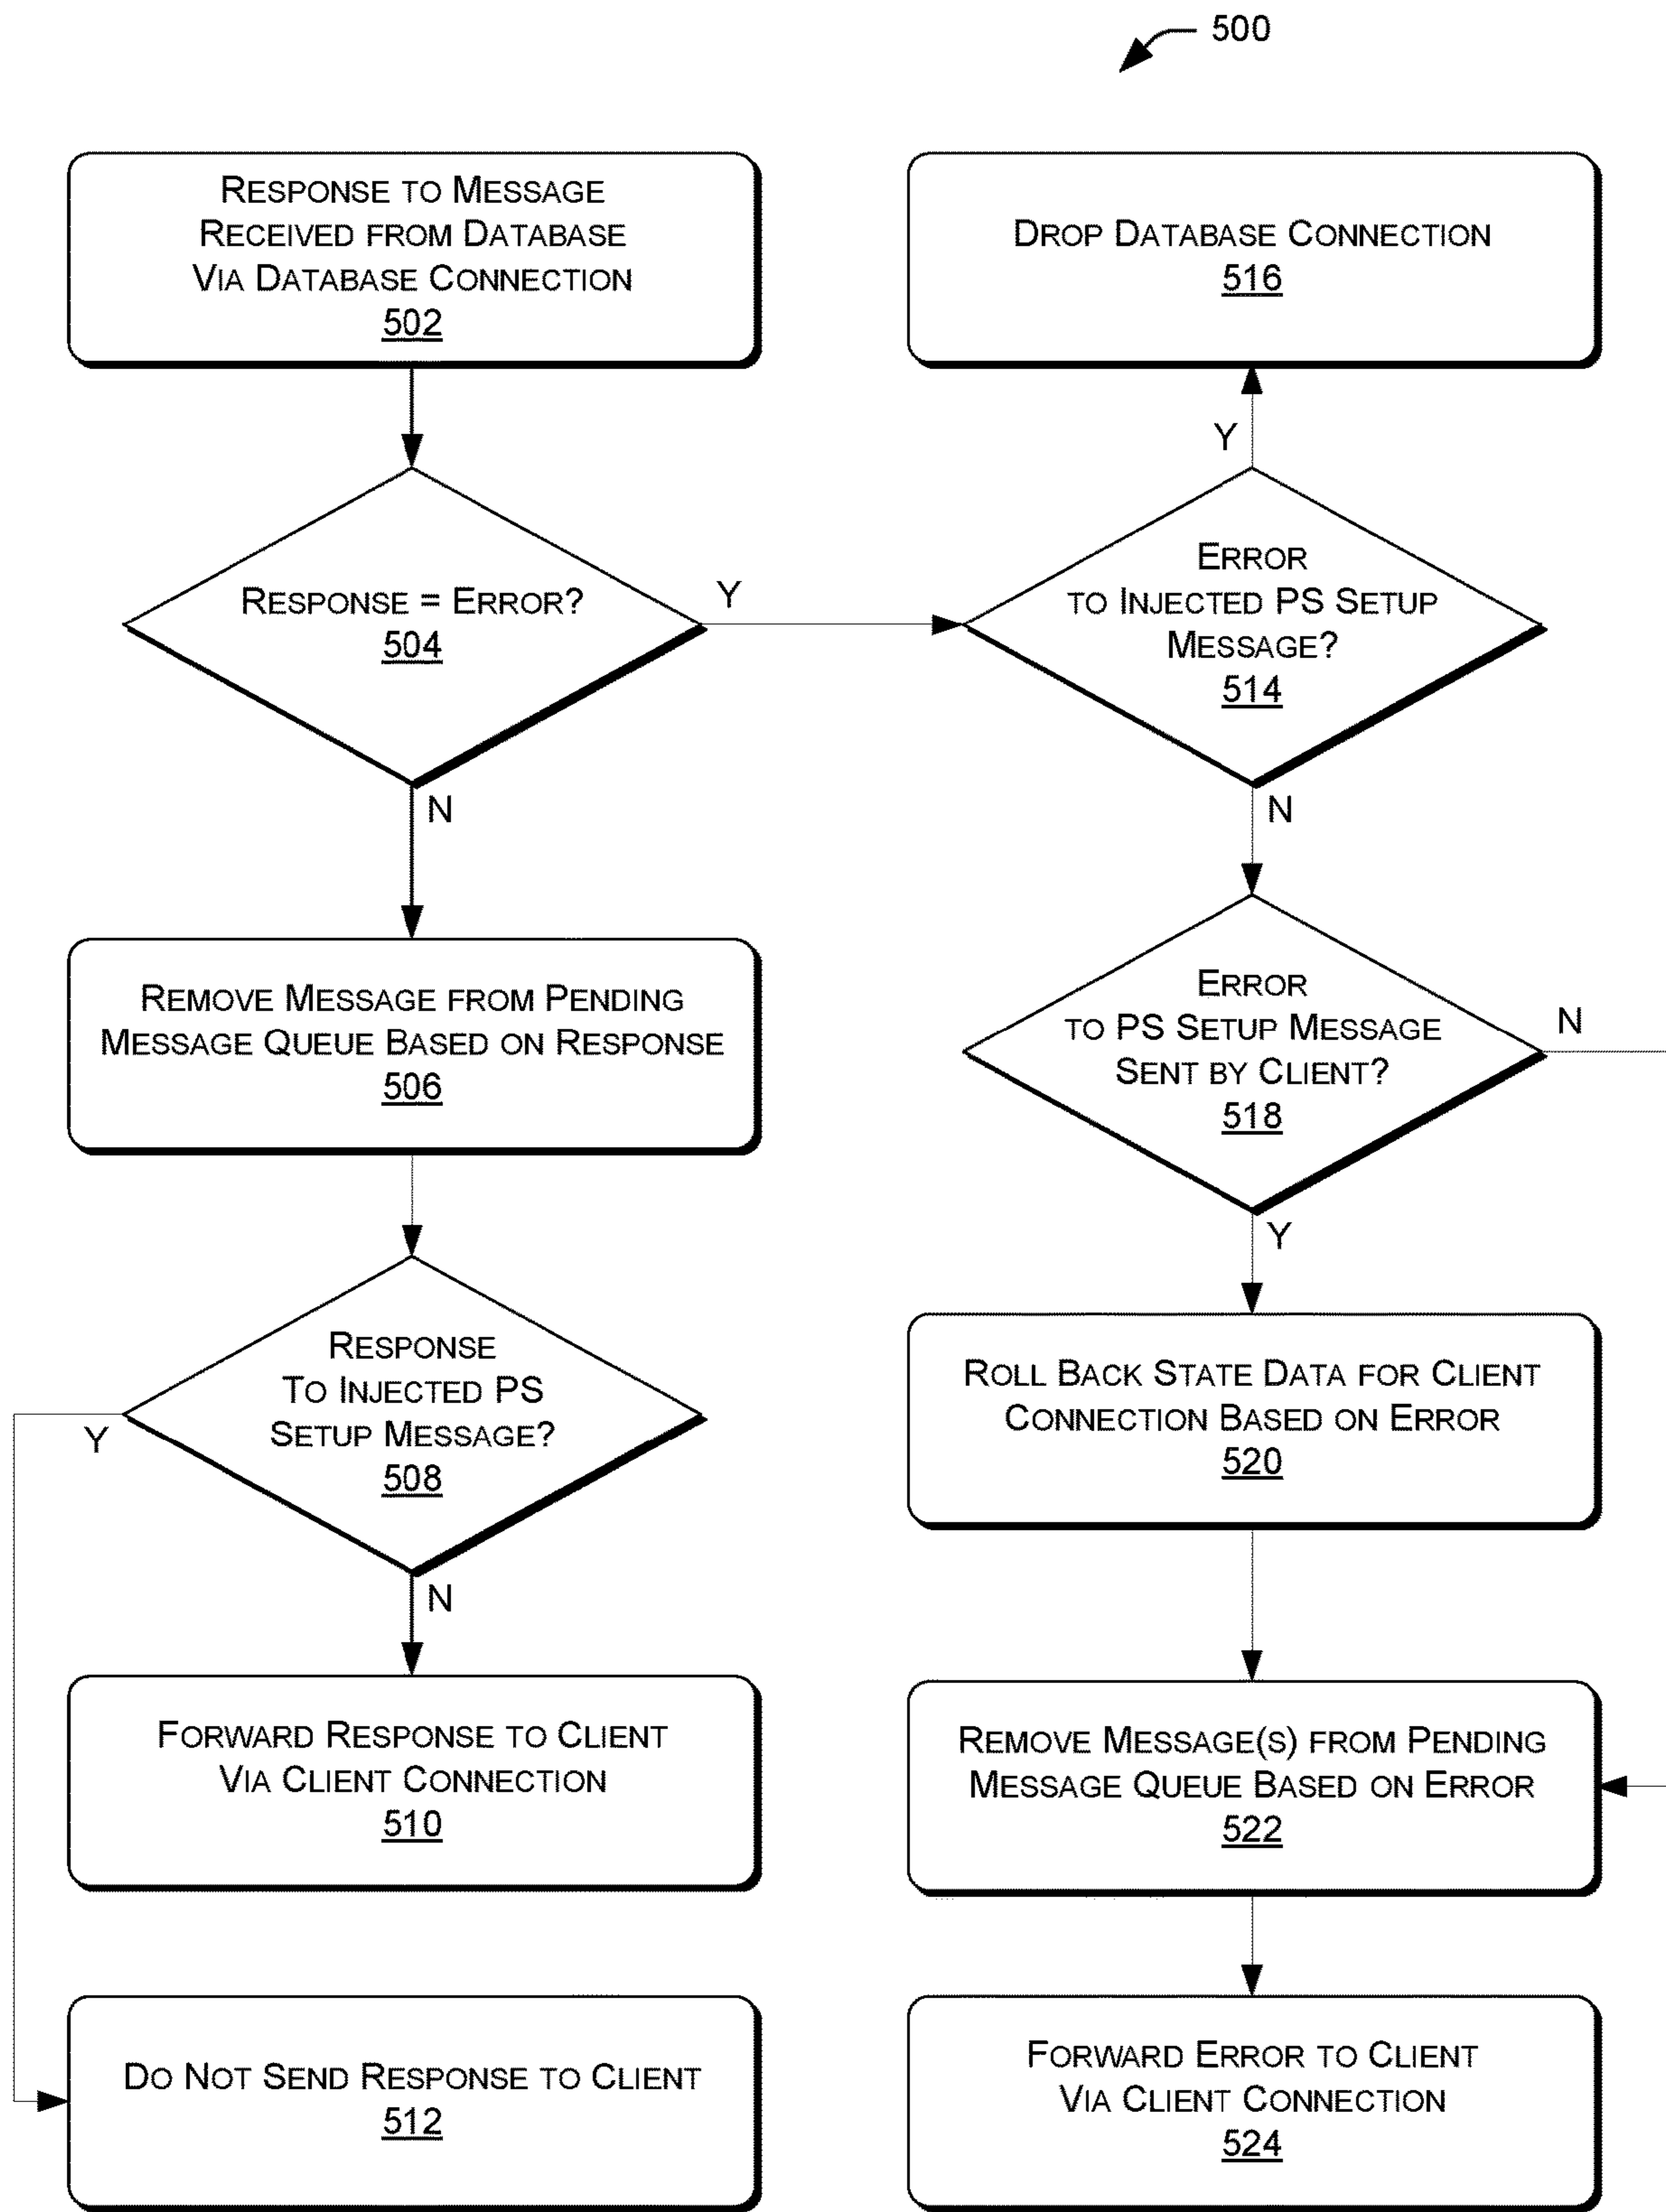 500
RESPONSE TO MESSAGE
RECEIVED FROM DATABASE
VIA DATABASE CONNECTION
502
RESPONSE = ERROR?
504
Y
N
REMOVE MESSAGE FROM PENDING
MESSAGE QUEUE BASED ON RESPONSE
506
RESPONSE
TO INJECTED PS
SETUP MESSAGE?
508
Y
N
FORWARD RESPONSE TO CLIENT
VIA CLIENT CONNECTION
510
DO NOT SEND RESPONSE TO CLIENT
512
DROP DATABASE CONNECTION
516
Y
ERROR
TO INJECTED PS SETUP
MESSAGE?
514
N
ERROR
TO PS SETUP MESSAGE
SENT BY CLIENT?
518
N
Y
ROLL BACK STATE DATA FOR CLIENT
CONNECTION BASED ON ERROR
520
REMOVE MESSAGE(S) FROM PENDING
MESSAGE QUEUE BASED ON ERROR
522
FORWARD ERROR TO CLIENT
VIA CLIENT CONNECTION
524